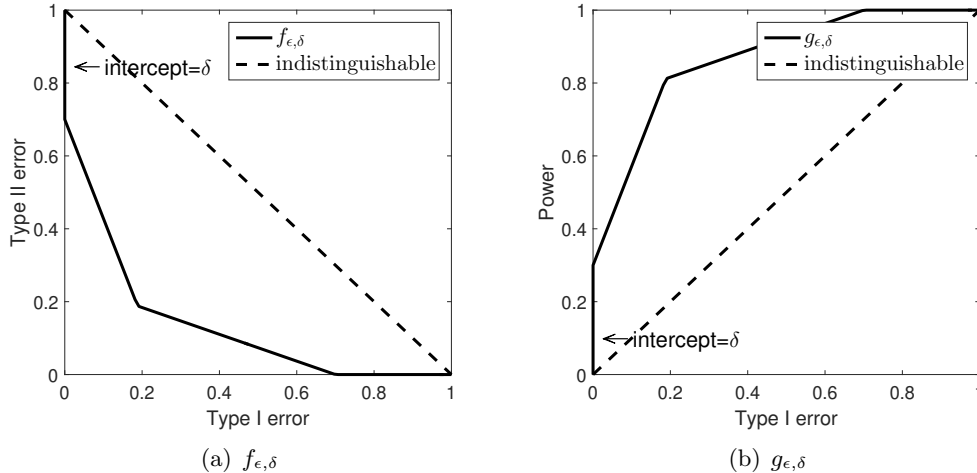 1
0.8
0.6
0.4
0.2
0
0
0.2
0.4
0.6
0.8
1
Type II error
Type I error
f_{ϵ,δ}
indistinguishable
intercept=δ
(a) f_{ϵ,δ}
1
0.8
0.6
0.4
0.2
0
0
0.2
0.4
0.6
0.8
1
Power
Type I error
g_{ϵ,δ}
indistinguishable
intercept=δ
(b) g_{ϵ,δ}